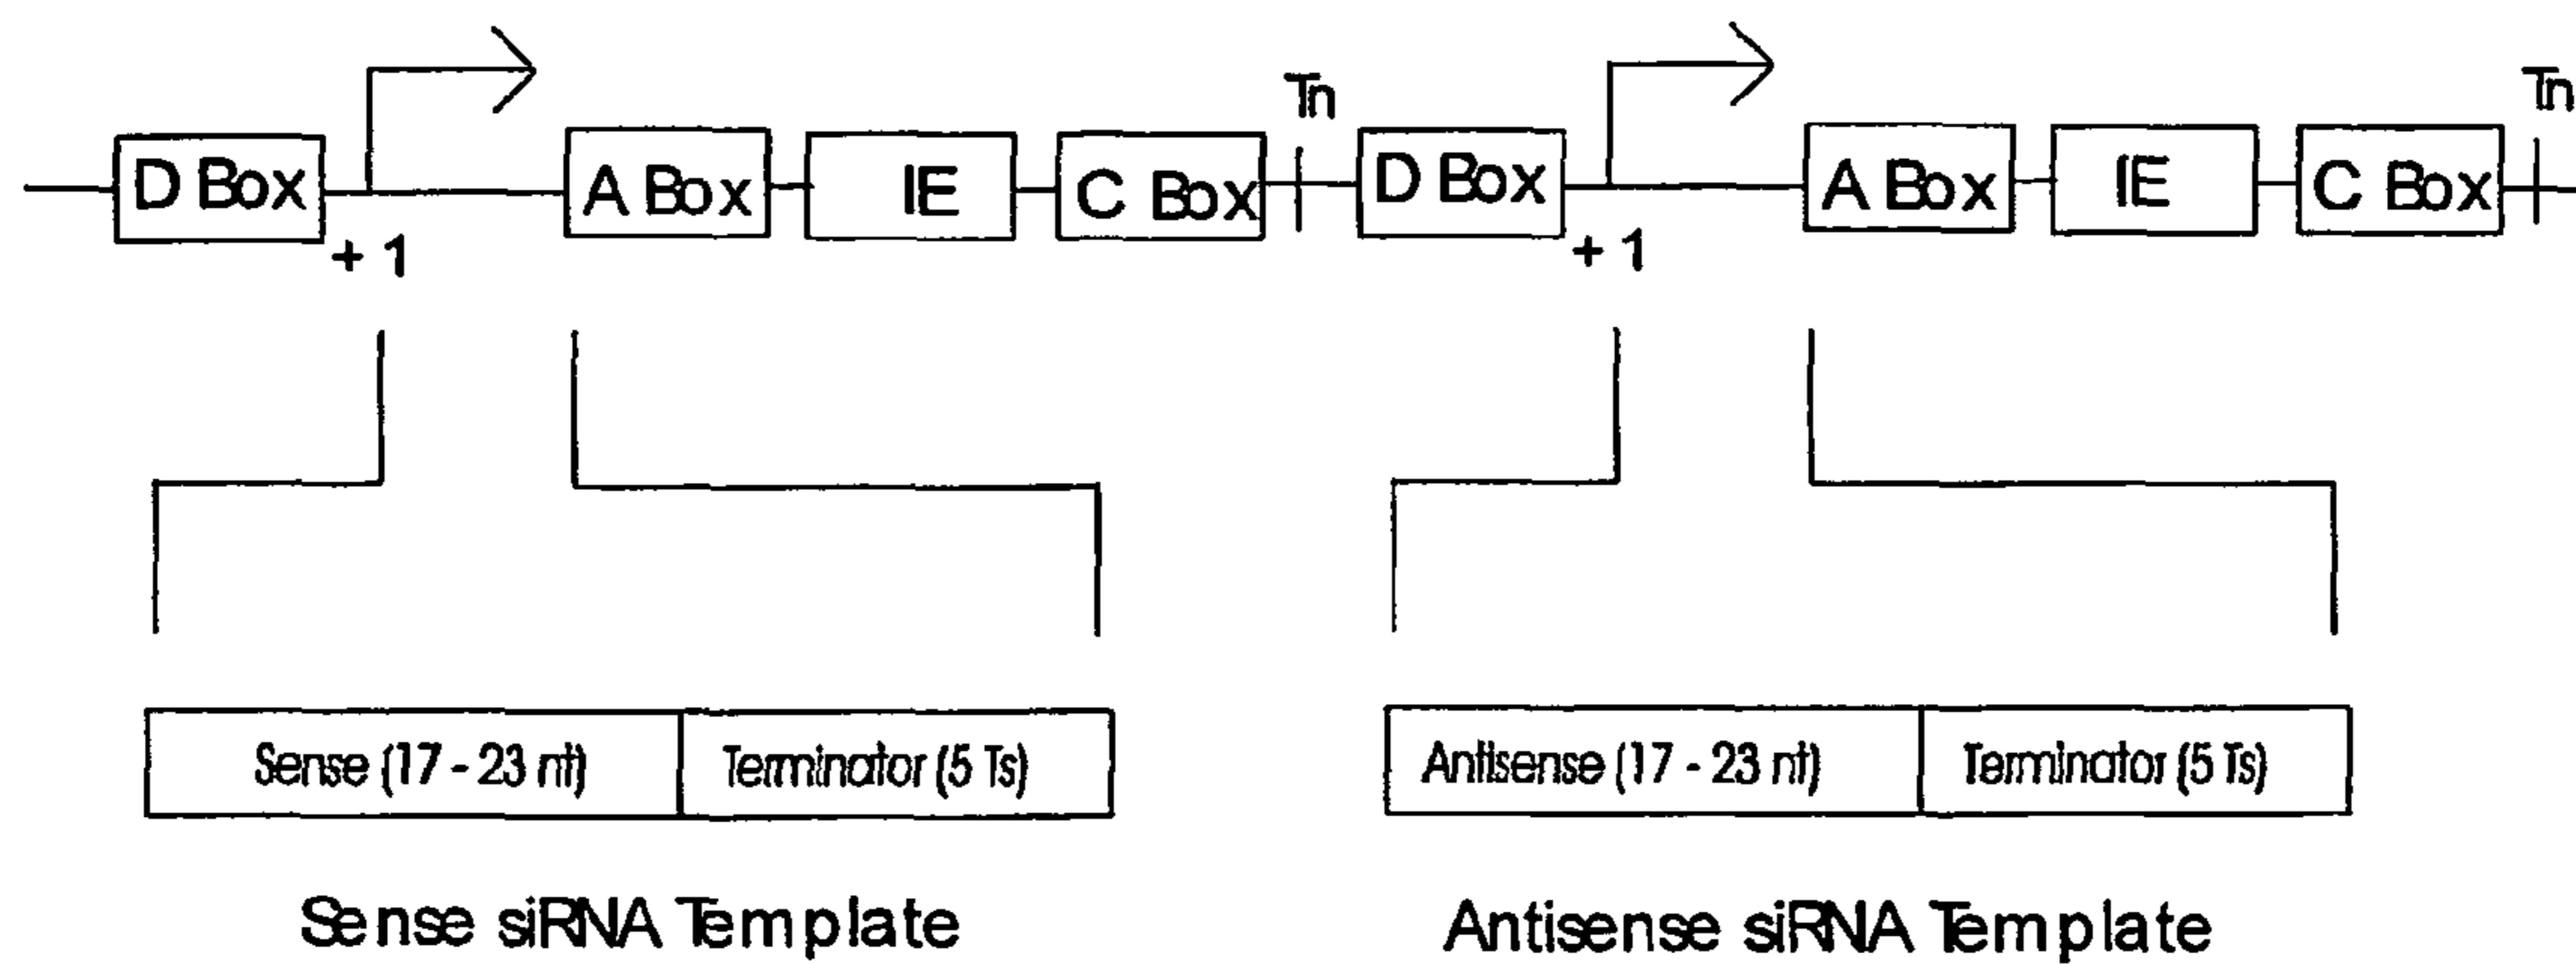 Tn Tn
D Box A Box IE C Box D Box A Box IE C Box
+ 1 + 1
Sense (17 - 23 nt) Terminator (5 Ts) Antisense (17 - 23 nt) Terminator (5 Ts)
Sense siRNA Template Antisense siRNA Template